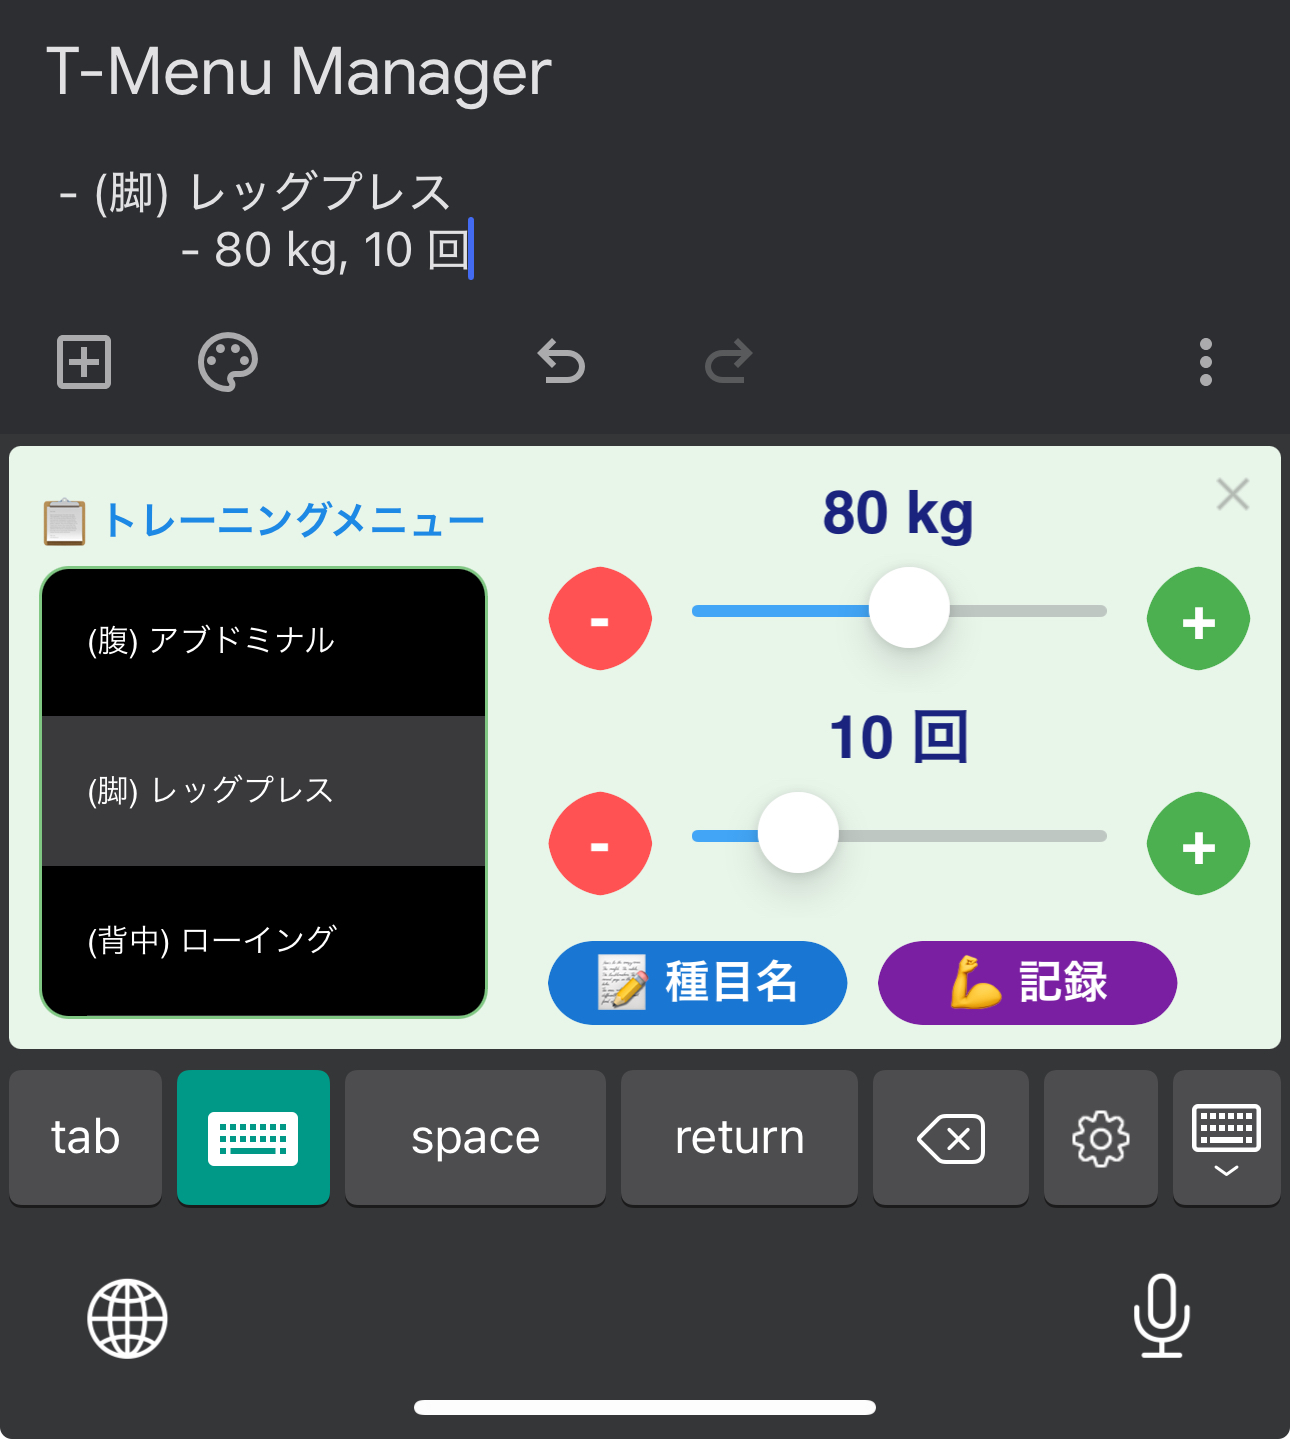 T-Menu Manager
- (脚) レッグプレス
- 80 kg, 10 回
トレーニングメニュー
(腹) アブドミナル
(脚) レッグプレス
(背中) ローイング
80 kg
- +
10 回
- +
種目名
記録
tab
space
return